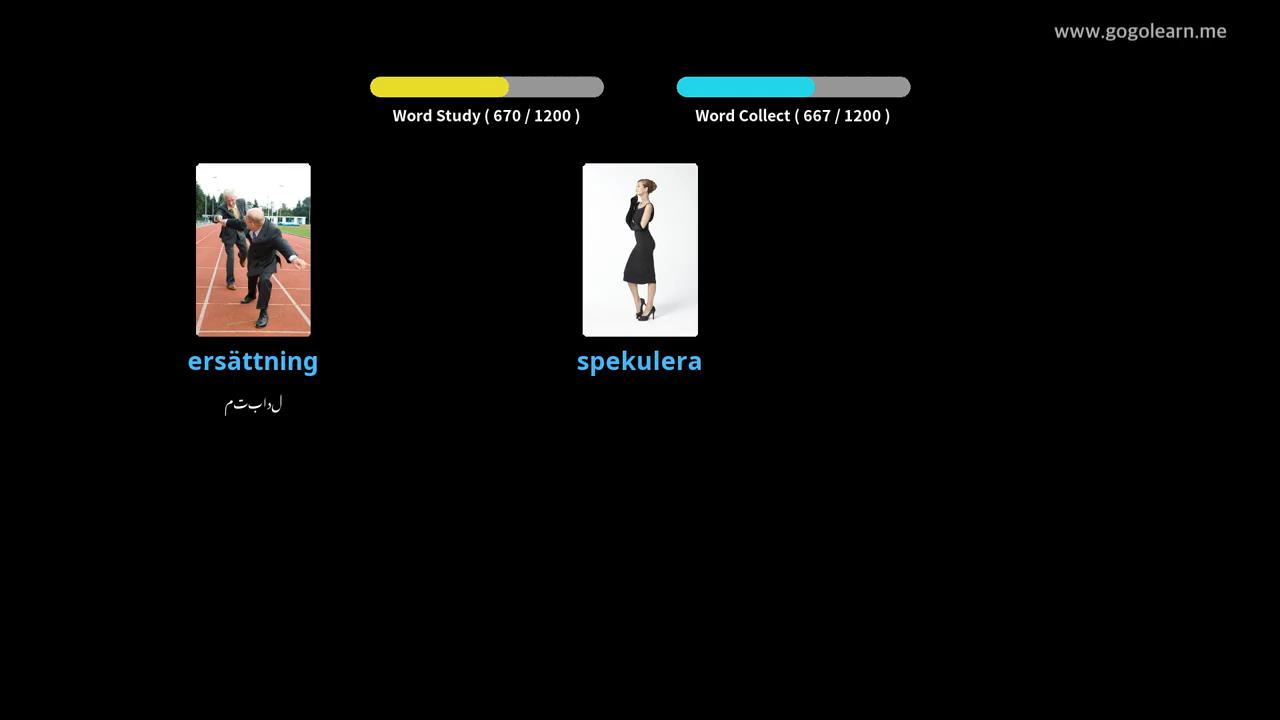 www.gogolearn.me
Word Study ( 670 / 1200 )
Word Collect ( 667 / 1200 )
ersättning
spekulera
متبادل